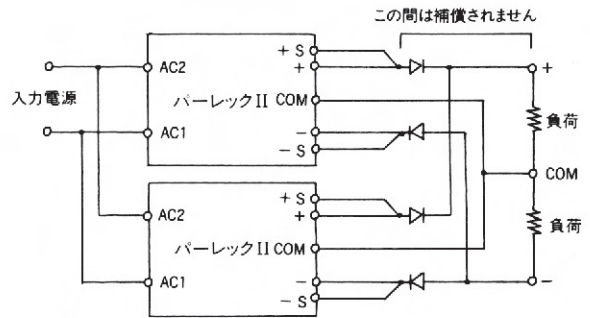 この間は補償されません
+S
+
AC2
パーレックII COM
入力電源
AC1
−
−S
+
負荷
COM
+S
+
AC2
パーレックII COM
負荷
AC1
−
−S
−